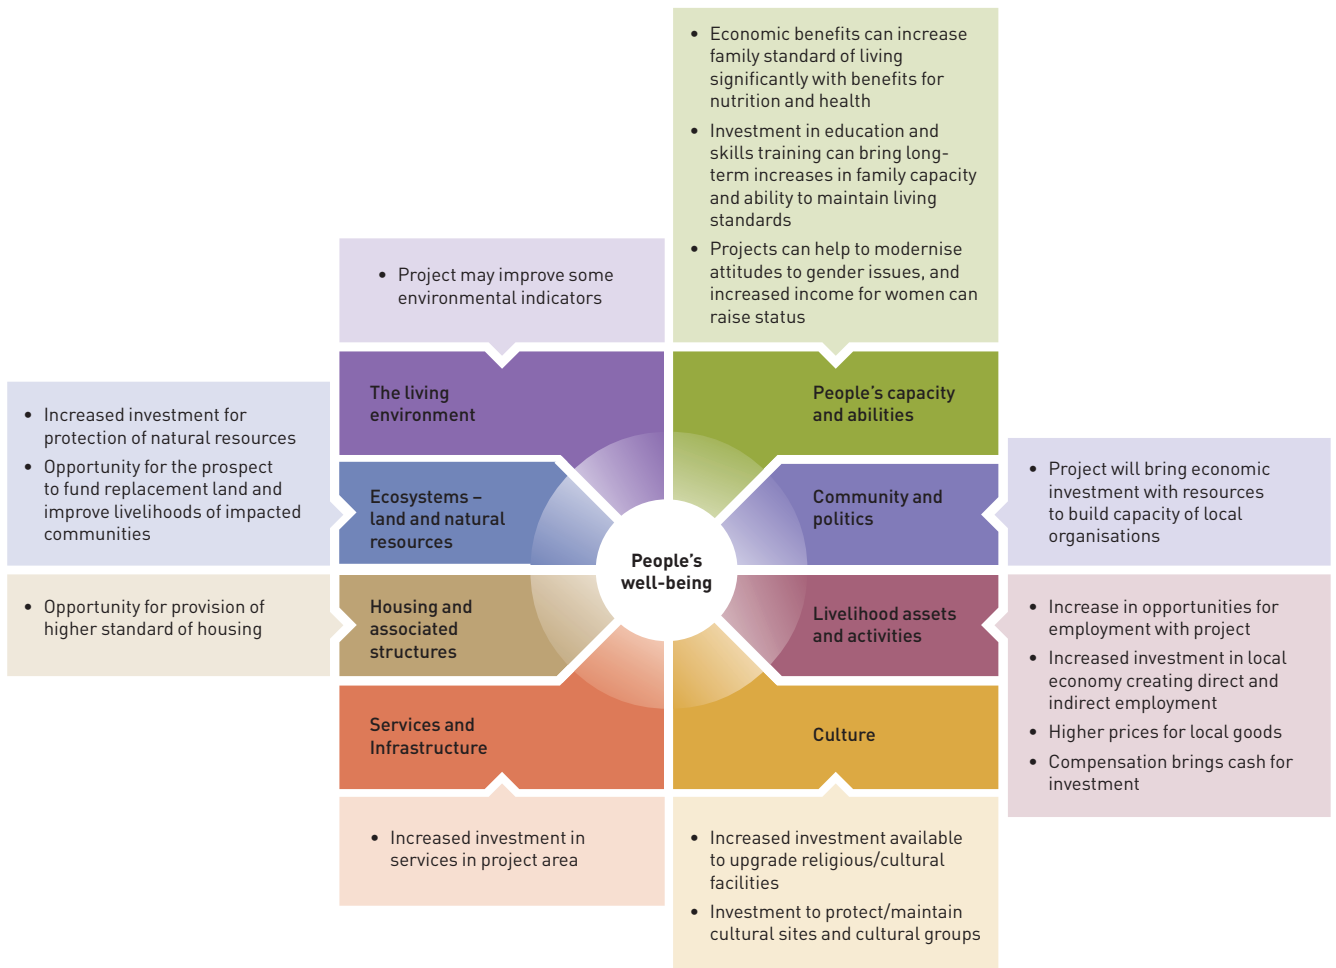 • Economic benefits can increase
family standard of living
significantly with benefits for
nutrition and health
• Investment in education and
skills training can bring long-
term increases in family capacity
and ability to maintain living
standards
• Projects can help to modernise
attitudes to gender issues, and
increased income for women can
raise status
• Project may improve some
environmental indicators
The living
environment
People's capacity
and abilities
• Increased investment for
protection of natural resources
• Opportunity for the prospect
to fund replacement land and
improve livelihoods of impacted
communities
Ecosystems –
land and natural
resources
Community and
politics
• Project will bring economic
investment with resources
to build capacity of local
organisations
People's
well-being
• Opportunity for provision of
higher standard of housing
Housing and
associated
structures
Livelihood assets
and activities
• Increase in opportunities for
employment with project
• Increased investment in local
economy creating direct and
indirect employment
• Higher prices for local goods
• Compensation brings cash for
investment
Services and
Infrastructure
Culture
• Increased investment in
services in project area
• Increased investment available
to upgrade religious/cultural
facilities
• Investment to protect/maintain
cultural sites and cultural groups